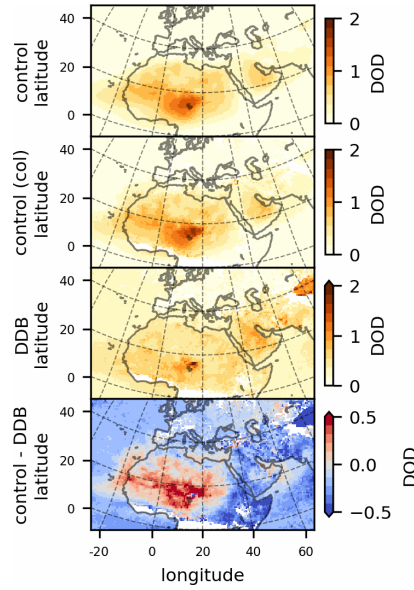 40
20
0
control
latitude
2
1
0
DOD
40
20
0
control (col)
latitude
2
1
0
DOD
40
20
0
DDB
latitude
2
1
0
DOD
40
20
0
control - DDB
latitude
0.5
0.0
−0.5
DOD
-20 0 20 40 60
longitude